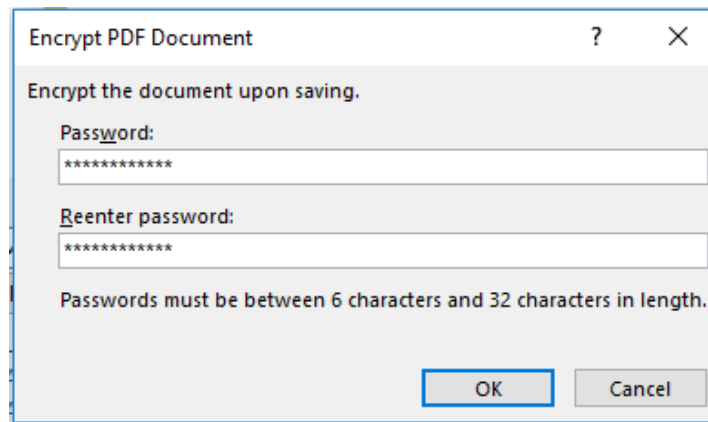 Encrypt PDF Document ? X
Encrypt the document upon saving.
Password:
************
Reenter password:
************
Passwords must be between 6 characters and 32 characters in length.
OK Cancel